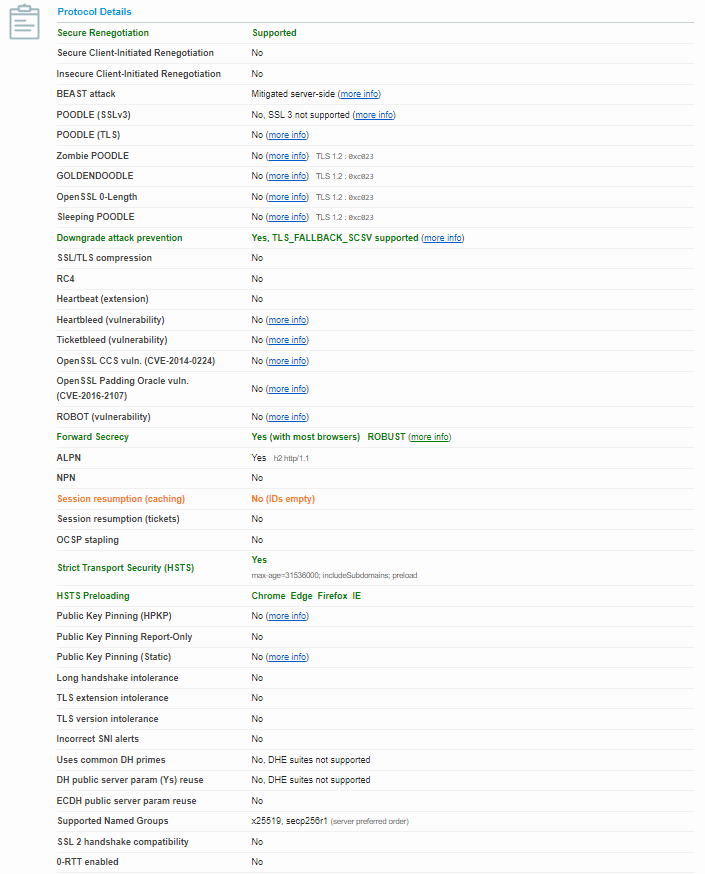 Protocol Details
Secure Renegotiation Supported
Secure Client-Initiated Renegotiation No
Insecure Client-Initiated Renegotiation No
BEAST attack Mitigated server-side (more info)
POODLE (SSLv3) No, SSL 3 not supported (more info)
POODLE (TLS) No (more info)
Zombie POODLE No (more info) TLS 1.2 : 0xc023
GOLDENDOODLE No (more info) TLS 1.2 : 0xc023
OpenSSL 0-Length No (more info) TLS 1.2 : 0xc023
Sleeping POODLE No (more info) TLS 1.2 : 0xc023
Downgrade attack prevention Yes, TLS_FALLBACK_SCSV supported (more info)
SSL/TLS compression No
RC4 No
Heartbeat (extension) No
Heartbleed (vulnerability) No (more info)
Ticketbleed (vulnerability) No (more info)
OpenSSL CCS vuln. (CVE-2014-0224) No (more info)
OpenSSL Padding Oracle vuln.
(CVE-2016-2107) No (more info)
ROBOT (vulnerability) No (more info)
Forward Secrecy Yes (with most browsers) ROBUST (more info)
ALPN Yes h2 http/1.1
NPN No
Session resumption (caching) No (IDs empty)
Session resumption (tickets) No
OCSP stapling No
Strict Transport Security (HSTS) Yes
max-age=31536000; includeSubdomains; preload
HSTS Preloading Chrome Edge Firefox IE
Public Key Pinning (HPKP) No (more info)
Public Key Pinning Report-Only No
Public Key Pinning (Static) No (more info)
Long handshake intolerance No
TLS extension intolerance No
TLS version intolerance No
Incorrect SNI alerts No
Uses common DH primes No, DHE suites not supported
DH public server param (Ys) reuse No, DHE suites not supported
ECDH public server param reuse No
Supported Named Groups x25519, secp256r1 (server preferred order)
SSL 2 handshake compatibility No
0-RTT enabled No